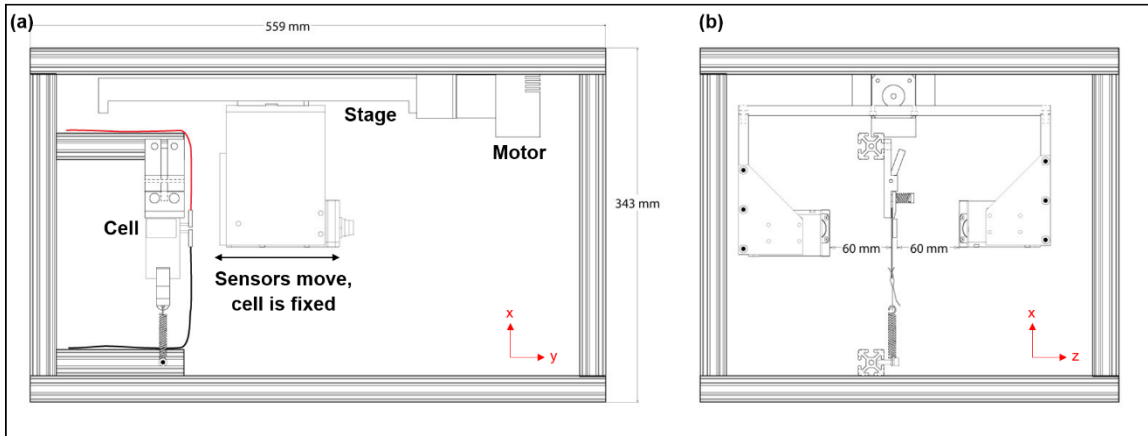 (a)
559 mm
Stage
Motor
Cell
343 mm
Sensors move,
cell is fixed
x
y
(b)
60 mm
60 mm
x
z